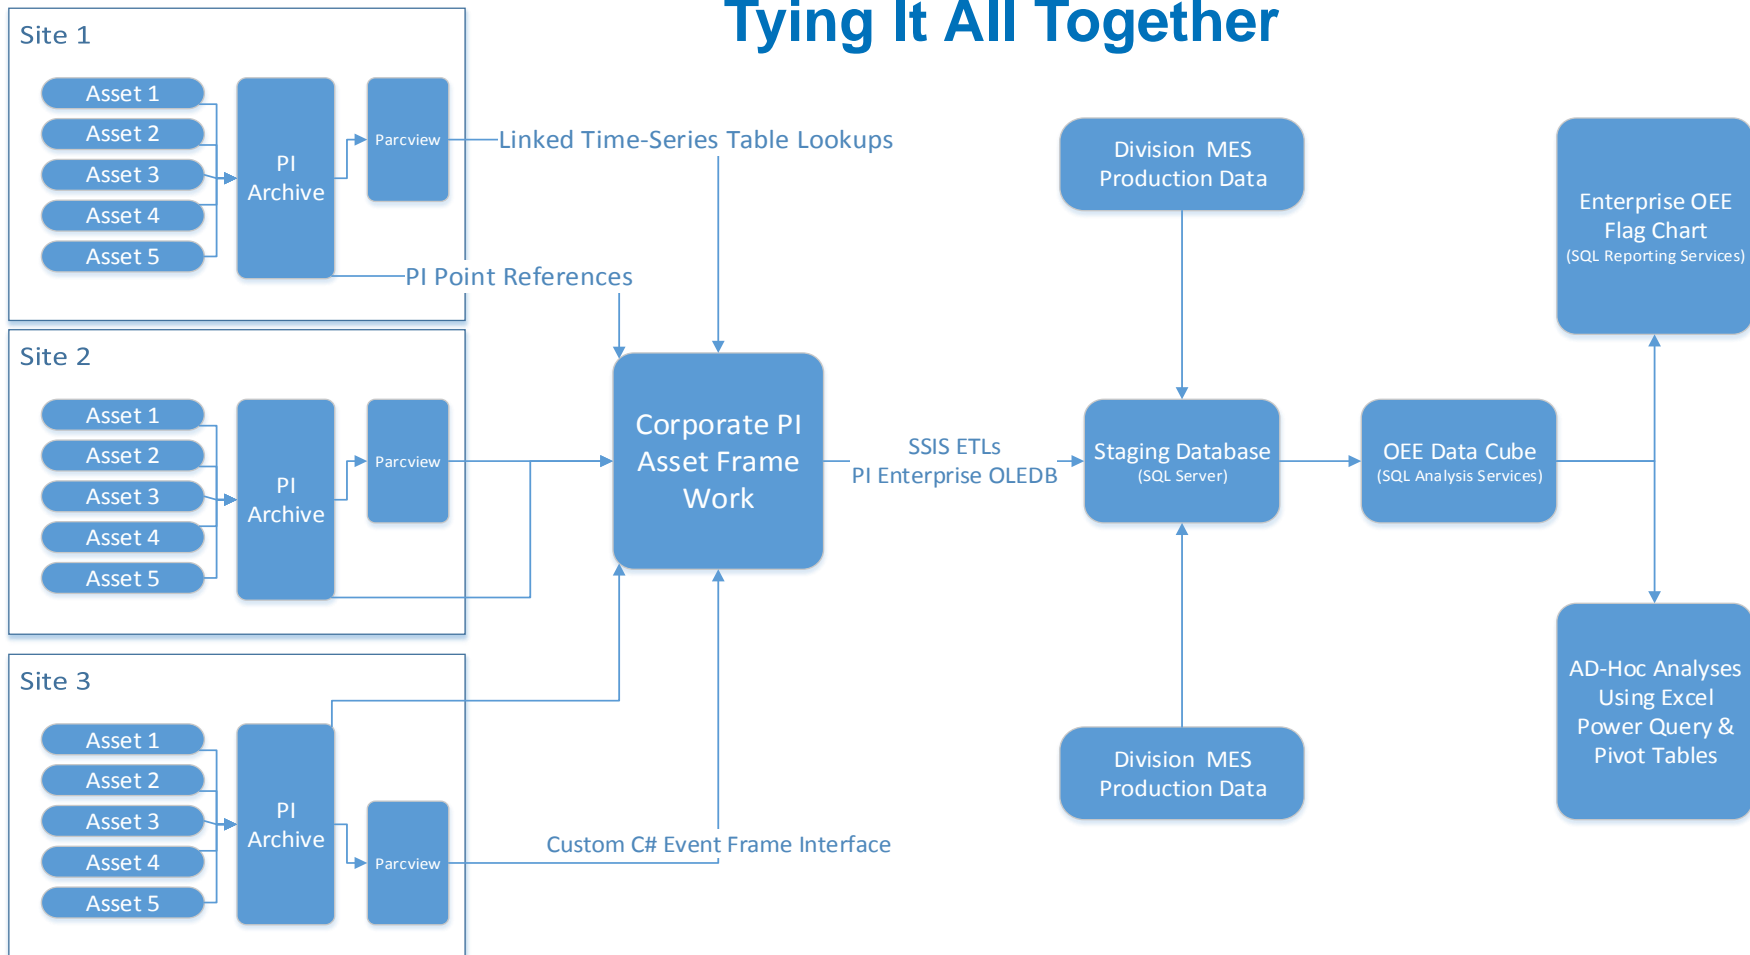 Tying It All Together
Site 1
Asset 1
Asset 2
Asset 3
Asset 4
Asset 5
PI
Archive
Parcview
Linked Time-Series Table Lookups
PI Point References
Site 2
Asset 1
Asset 2
Asset 3
Asset 4
Asset 5
PI
Archive
Parcview
Site 3
Asset 1
Asset 2
Asset 3
Asset 4
Asset 5
PI
Archive
Parcview
Custom C# Event Frame Interface
Corporate PI
Asset Frame
Work
SSIS ETLs
PI Enterprise OLEDB
Division  MES
Production Data
Staging Database
(SQL Server)
Division  MES
Production Data
OEE Data Cube
(SQL Analysis Services)
Enterprise OEE
Flag Chart
(SQL Reporting Services)
AD-Hoc Analyses
Using Excel
Power Query &
Pivot Tables